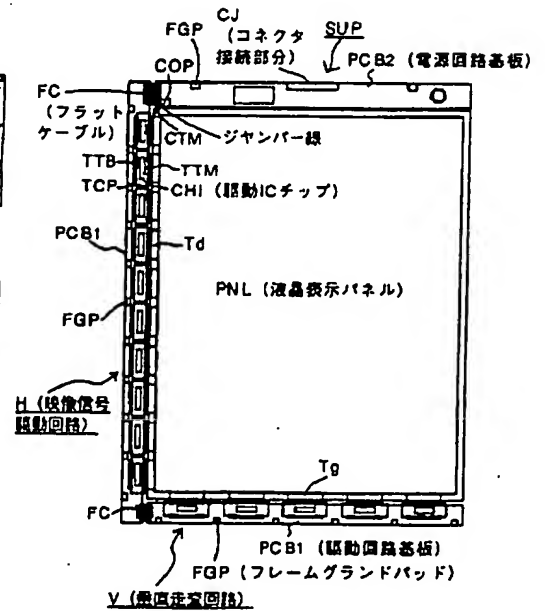 CJ
(コネクタ
接続部分)
FGP
SUP
PCB2 (電源回路基板)
COP
FC
(フラット
ケーブル)
CTM
ジャンパー線
TTB
TTM
TCP
CHI (駆動ICチップ)
PCB1
Td
PNL (液晶表示パネル)
FGP
H (映像信号
駆動回路)
Tg
FC
PCB1 (駆動回路基板)
FGP (フレームグランドパッド)
V (垂直走査回路)